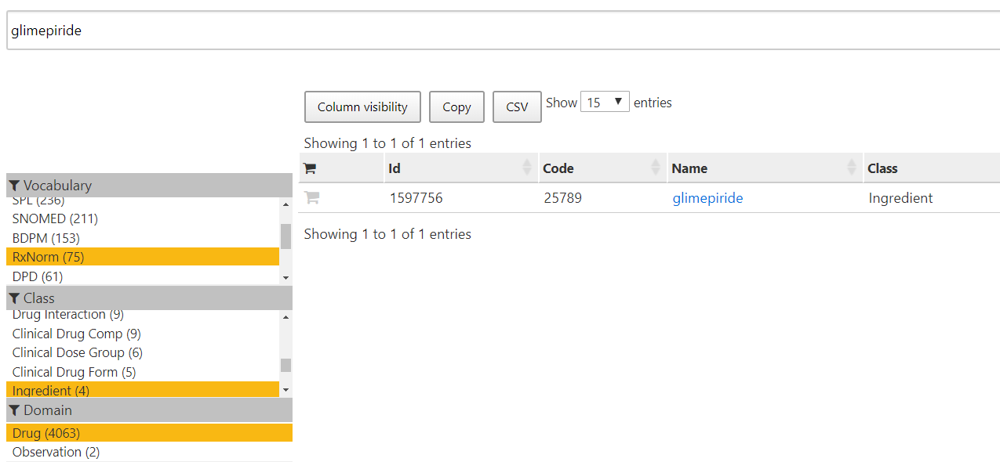 glimepiride
Column visibility Copy CSV Show 15 entries
Showing 1 to 1 of 1 entries
Id Code Name Class
1597756 25789 glimepiride Ingredient
Showing 1 to 1 of 1 entries
Vocabulary
SPL (236)
SNOMED (211)
BDPM (153)
RxNorm (75)
DPD (61)
Class
Drug Interaction (9)
Clinical Drug Comp (9)
Clinical Dose Group (6)
Clinical Drug Form (5)
Ingredient (4)
Domain
Drug (4063)
Observation (2)